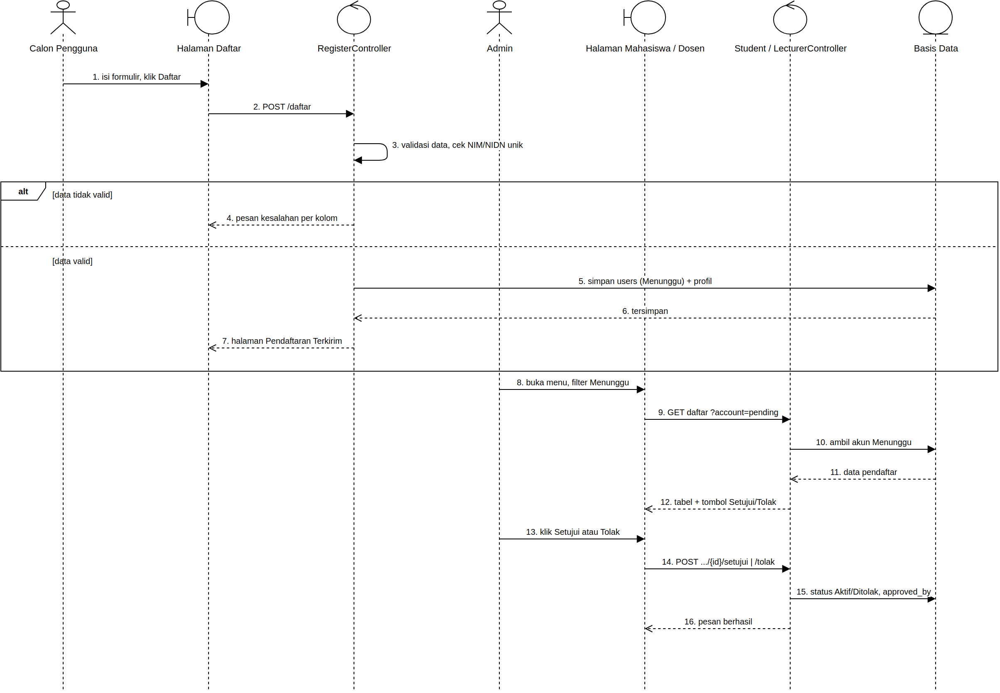 Calon Pengguna
Halaman Daftar
RegisterController
Admin
Halaman Mahasiswa / Dosen
Student / LecturerController
Basis Data
1. isi formulir, klik Daftar
2. POST /daftar
3. validasi data, cek NIM/NIDN unik
alt
[data tidak valid]
4. pesan kesalahan per kolom
[data valid]
5. simpan users (Menunggu) + profil
6. tersimpan
7. halaman Pendaftaran Terkirim
8. buka menu, filter Menunggu
9. GET daftar ?account=pending
10. ambil akun Menunggu
11. data pendaftar
12. tabel + tombol Setujui/Tolak
13. klik Setujui atau Tolak
14. POST .../{id}/setujui | /tolak
15. status Aktif/Ditolak, approved_by
16. pesan berhasil